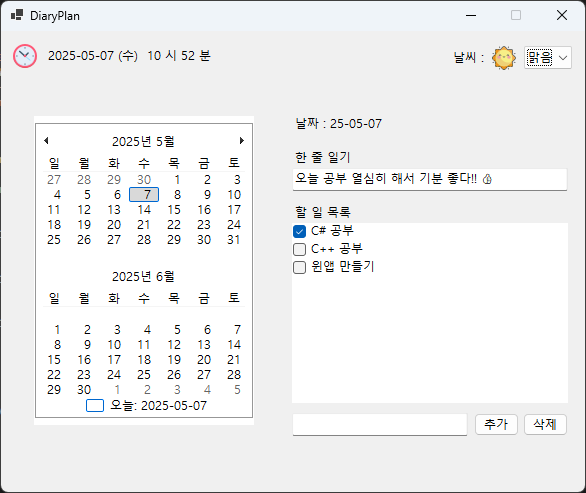 DiaryPlan
2025-05-07 (수) 10 시 52 분
날씨 : 맑음
날짜 : 25-05-07
2025년 5월
일 월 화 수 목 금 토
27 28 29 30 1 2 3
4 5 6 7 8 9 10
11 12 13 14 15 16 17
18 19 20 21 22 23 24
25 26 27 28 29 30 31
2025년 6월
일 월 화 수 목 금 토
1 2 3 4 5 6 7
8 9 10 11 12 13 14
15 16 17 18 19 20 21
22 23 24 25 26 27 28
29 30 1 2 3 4 5
오늘: 2025-05-07
한 줄 일기
오늘 공부 열심히 해서 기분 좋다!! 👍
할 일 목록
C# 공부
C++ 공부
윈앱 만들기
추가 삭제